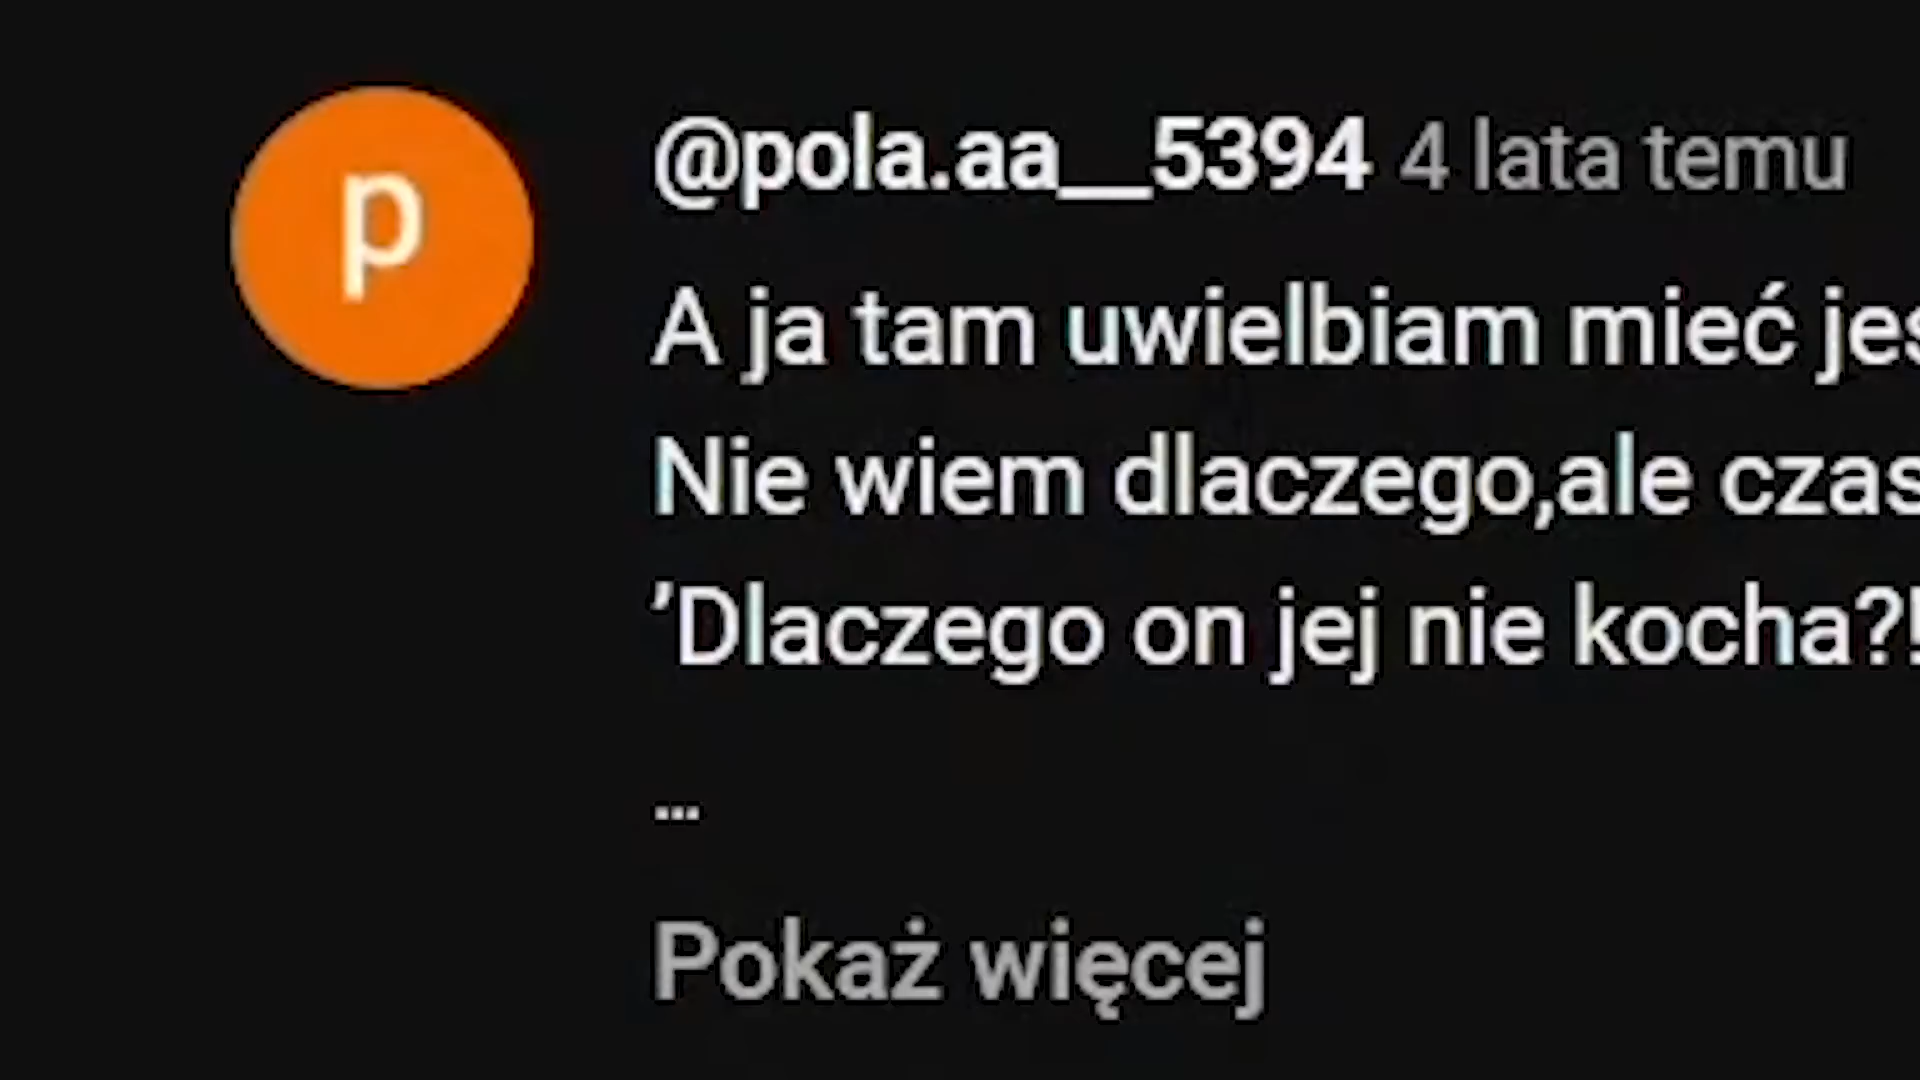 p
@pola.aa__5394 4 lata temu
A ja tam uwielbiam mieć
Nie wiem dlaczego,ale
’Dlaczego on jej nie kocha?!
...
Pokaż więcej